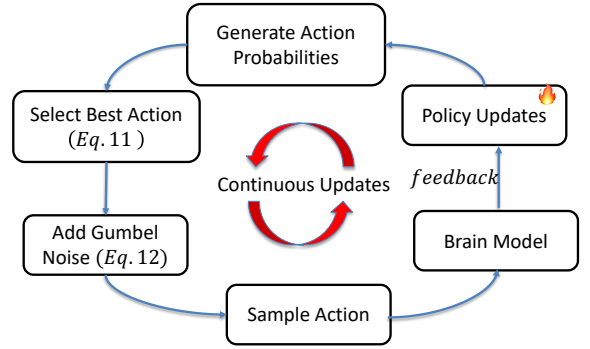 Generate Action
Probabilities
Select Best Action
(Eq. 11 )
Policy Updates
Continuous Updates
feedback
Add Gumbel
Noise (Eq. 12)
Brain Model
Sample Action